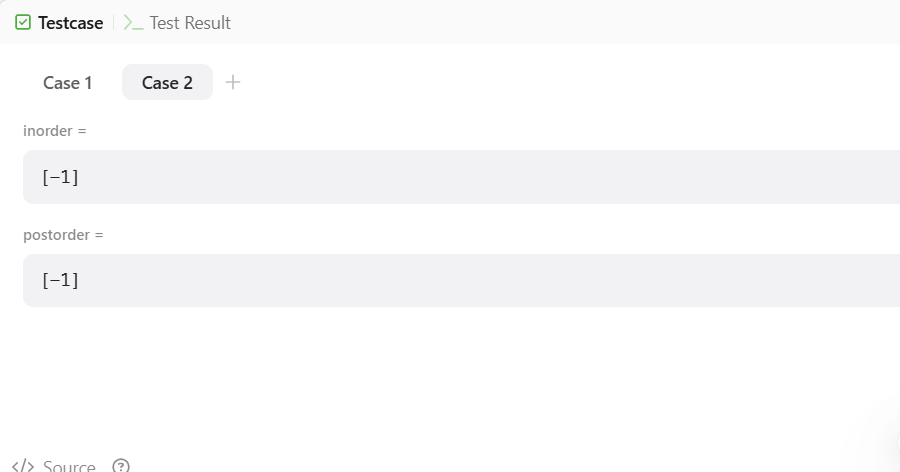 Testcase Test Result
Case 1 Case 2 +
inorder =
[-1]
postorder =
[-1]
</> Source ?